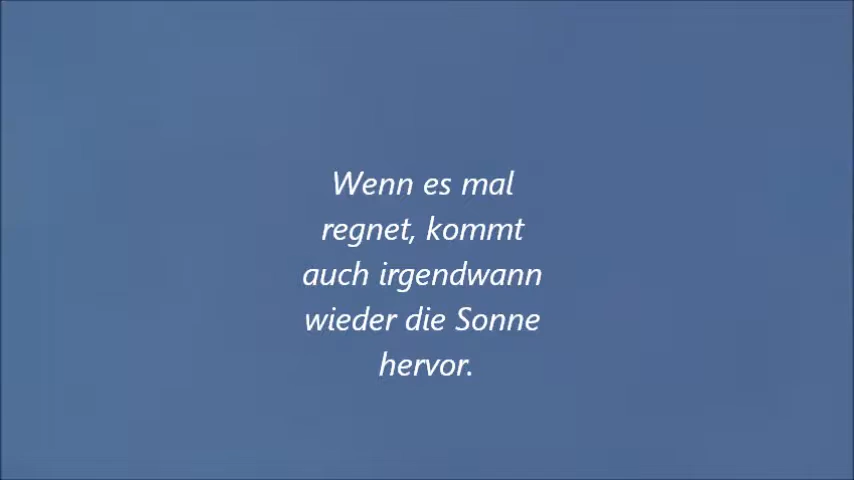 Wenn es mal
regnet, kommt
auch irgendwann
wieder die Sonne
hervor.